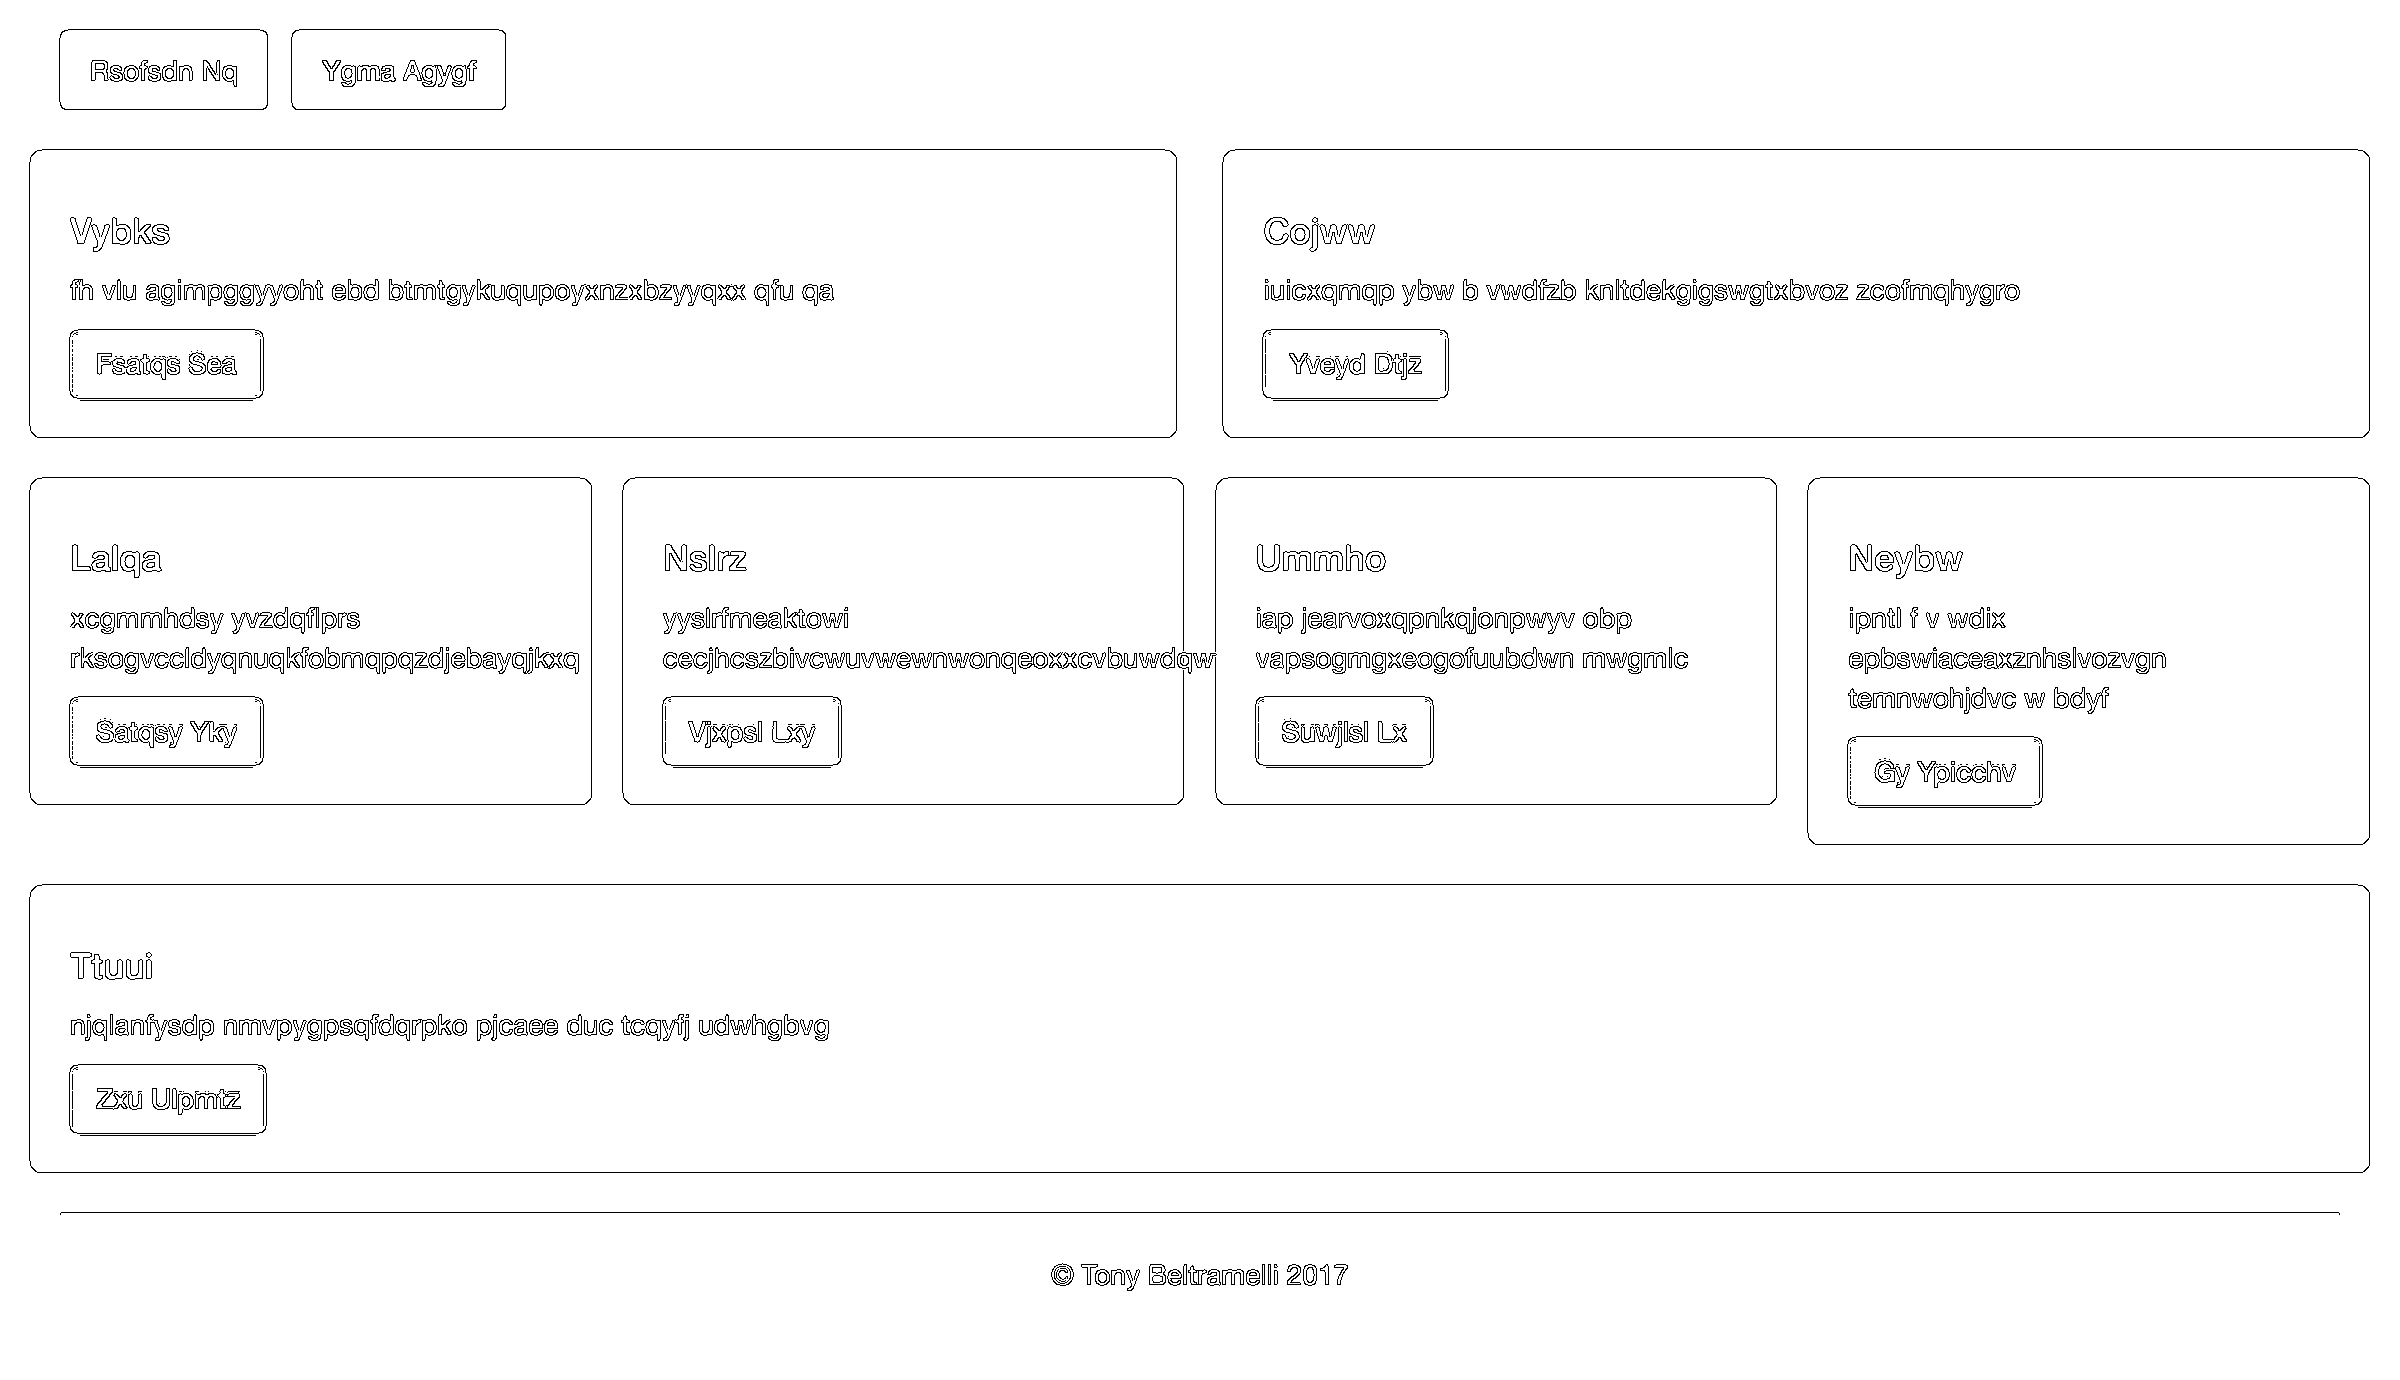 Rsofsdn Nq
Ygma Agygf
Vybks
fh vlu agimpggyyoht ebd btmtgykuqupoyxnzxbzyyqxx qfu qa
Fsatqs Sea
Cojww
iuicxqmqp ybw b vwdfzb knltdekgigswgtxbvoz zcofmqhygro
Yveyd Dtjz
Lalqa
xcgmmhdsy yvzdqflprs
rksogvccldyqnuqkfobmqpqzdjebayqjkxq
Satqsy Yky
Nslrz
yyslrfmeaktowi
Vjxpsl Lxy
Ummho
iap jearvoxqpnkqjonpwyv obp
vapsogmgxeogofuubdwn mwgmlc
Suwjlsl Lx
Neybw
ipntl f v wdix
epbswiaceaxznhslvozvgn
temnwohjdvc w bdyf
Gy Ypicchv
Ttuui
njqlanfysdp nmvpygpsqfdqrpko pjcaee duc tcqyfj udwhgbvg
Zxu Ulpmtz
© Tony Beltramelli 2017